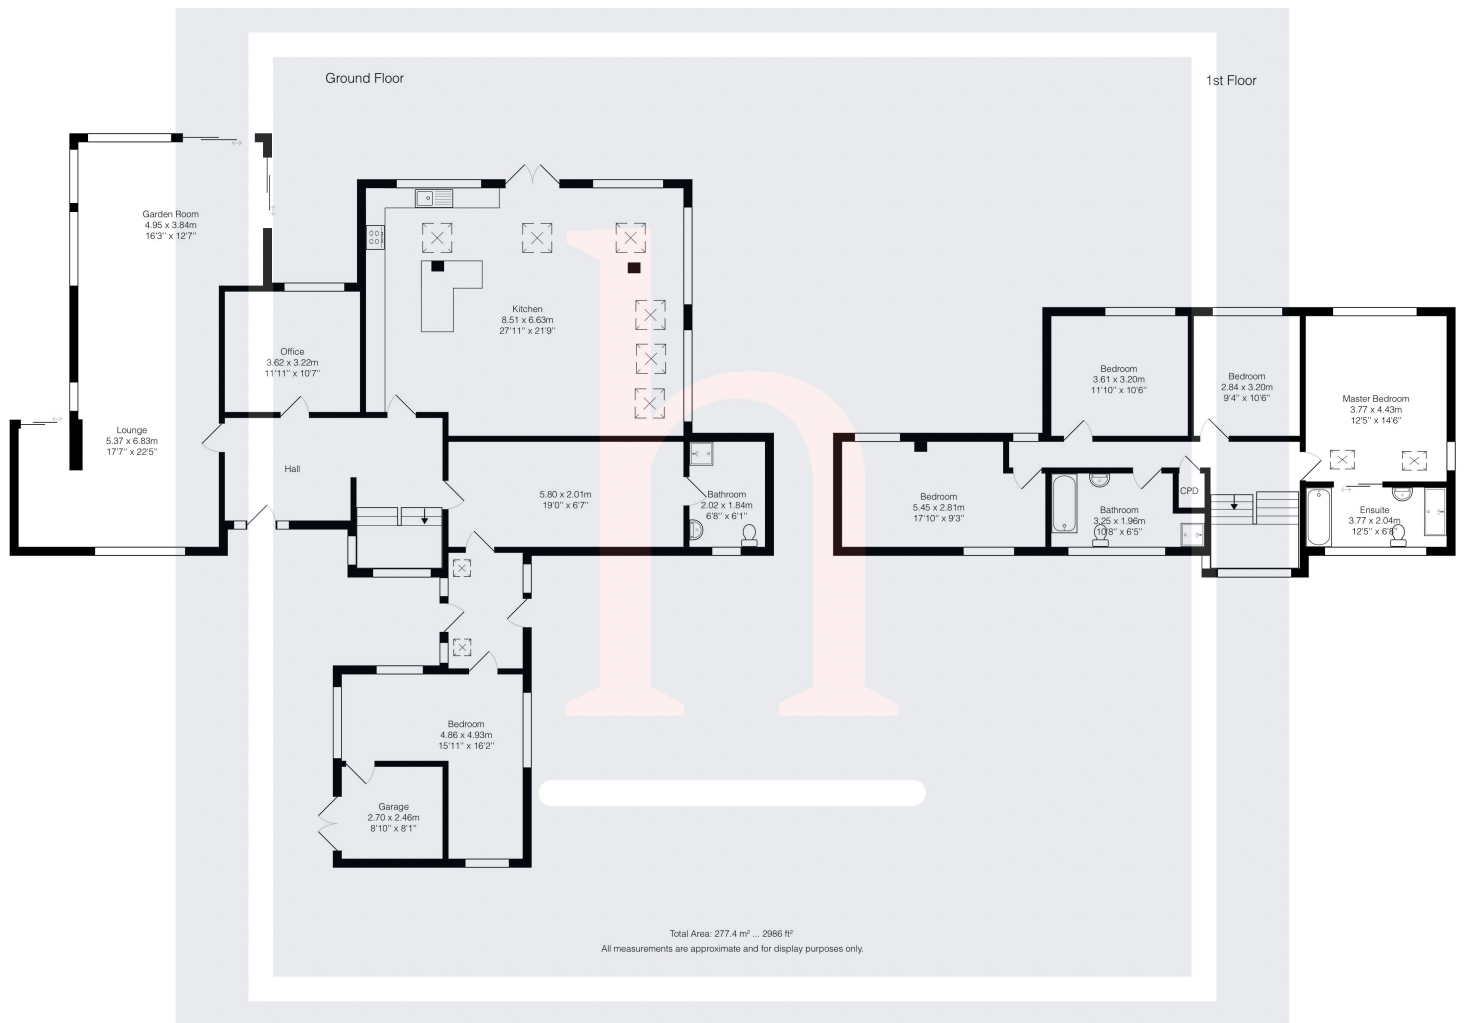 Ground Floor
1st Floor
Garden Room
4.95 x 3.84m
16'3'' x 12'7''
Kitchen
8.51 x 6.63m
27'11'' x 21'9''
Office
3.62 x 3.22m
11'11'' x 10'7''
Lounge
5.37 x 6.83m
17'7'' x 22'5''
Hall
5.80 x 2.01m
19'0'' x 6'7''
Bathroom
2.02 x 1.84m
6'8'' x 6'1''
Bedroom
4.86 x 4.93m
15'11'' x 16'2''
Garage
2.70 x 2.46m
8'10'' x 8'1''
Bedroom
3.61 x 3.20m
11'10'' x 10'6''
Bedroom
2.84 x 3.20m
9'4'' x 10'6''
Master Bedroom
3.77 x 4.43m
12'5'' x 14'6''
Bedroom
5.45 x 2.81m
17'10'' x 9'3''
CPD
Bathroom
3.25 x 1.96m
10'8'' x 6'5''
Ensuite
3.77 x 2.04m
12'5'' x 6'8''
h
Total Area: 277.4 m² ... 2986 ft²
All measurements are approximate and for display purposes only.